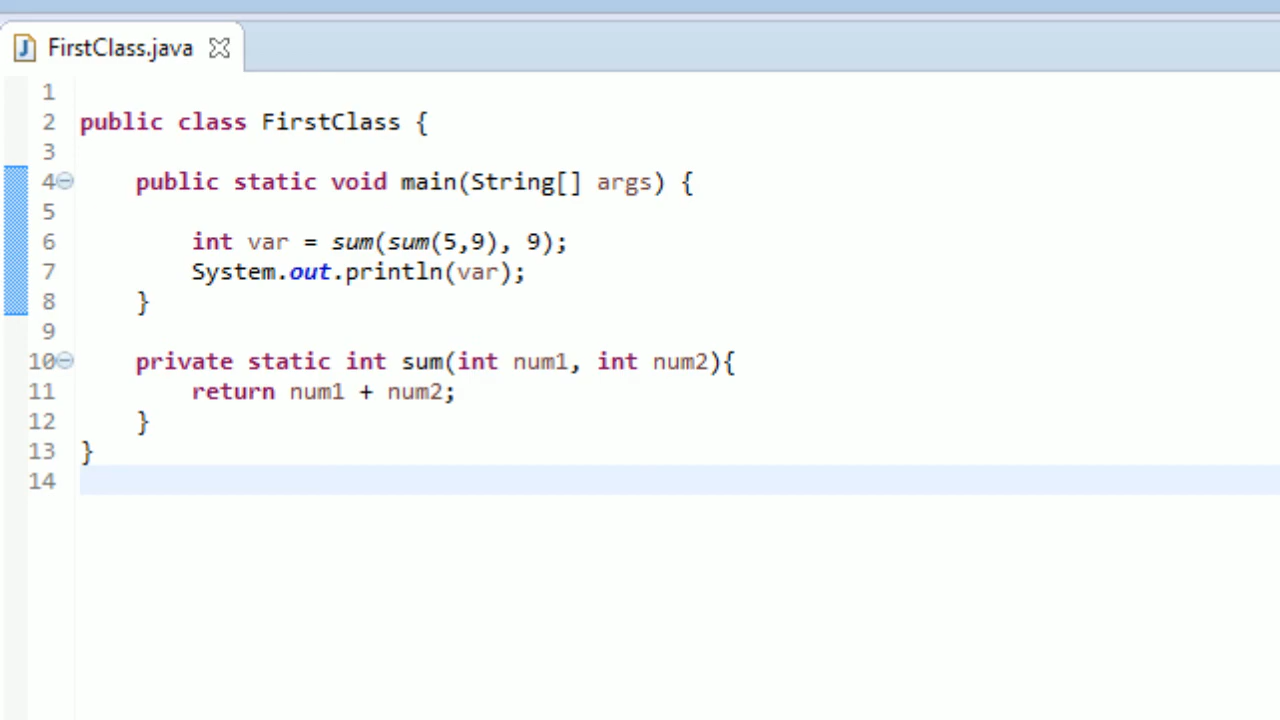 FirstClass.java
1
2 public class FirstClass {
3
4 public static void main(String[] args) {
5
6 int var = sum(sum(5,9), 9);
7 System.out.println(var);
8 }
9
10 private static int sum(int num1, int num2){
11 return num1 + num2;
12 }
13 }
14